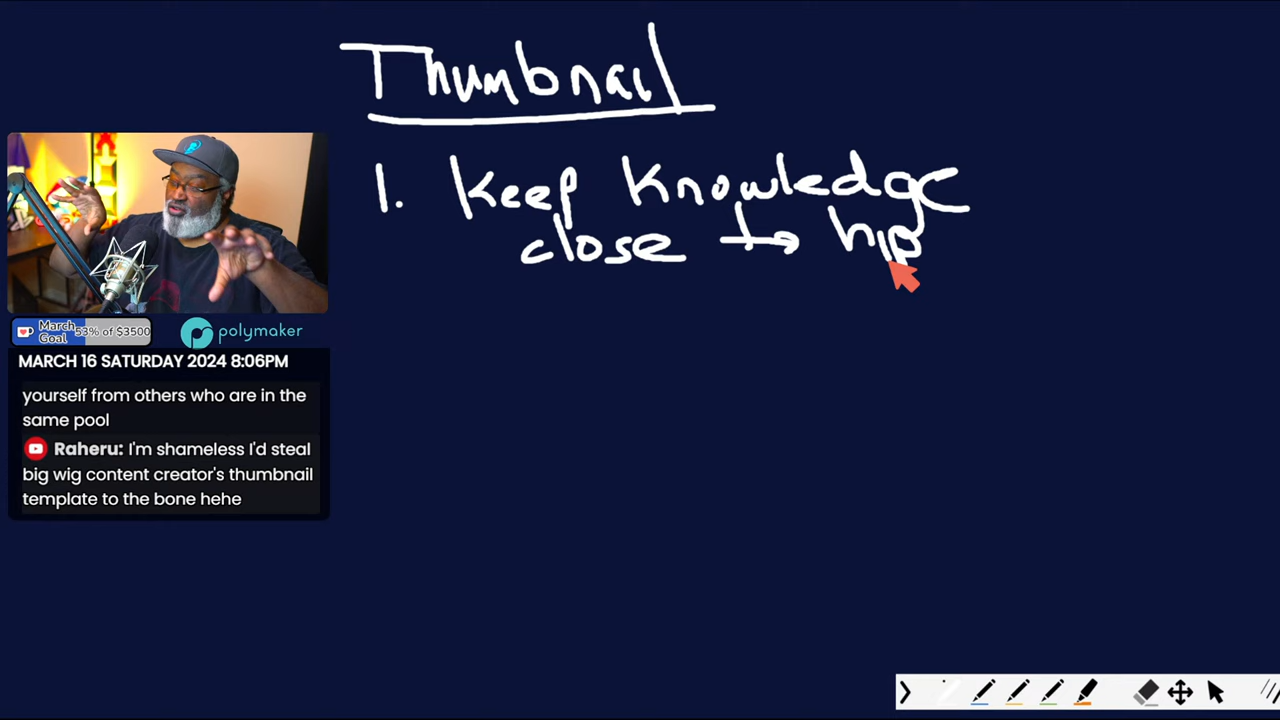 Thumbnail
1. Keep Knowledge
close to hip
March Goal 53% of $3500
polymaker
MARCH 16 SATURDAY 2024 8:06PM
yourself from others who are in the
same pool
Raheru: I'm shameless I'd steal
big wig content creator's thumbnail
template to the bone hehe